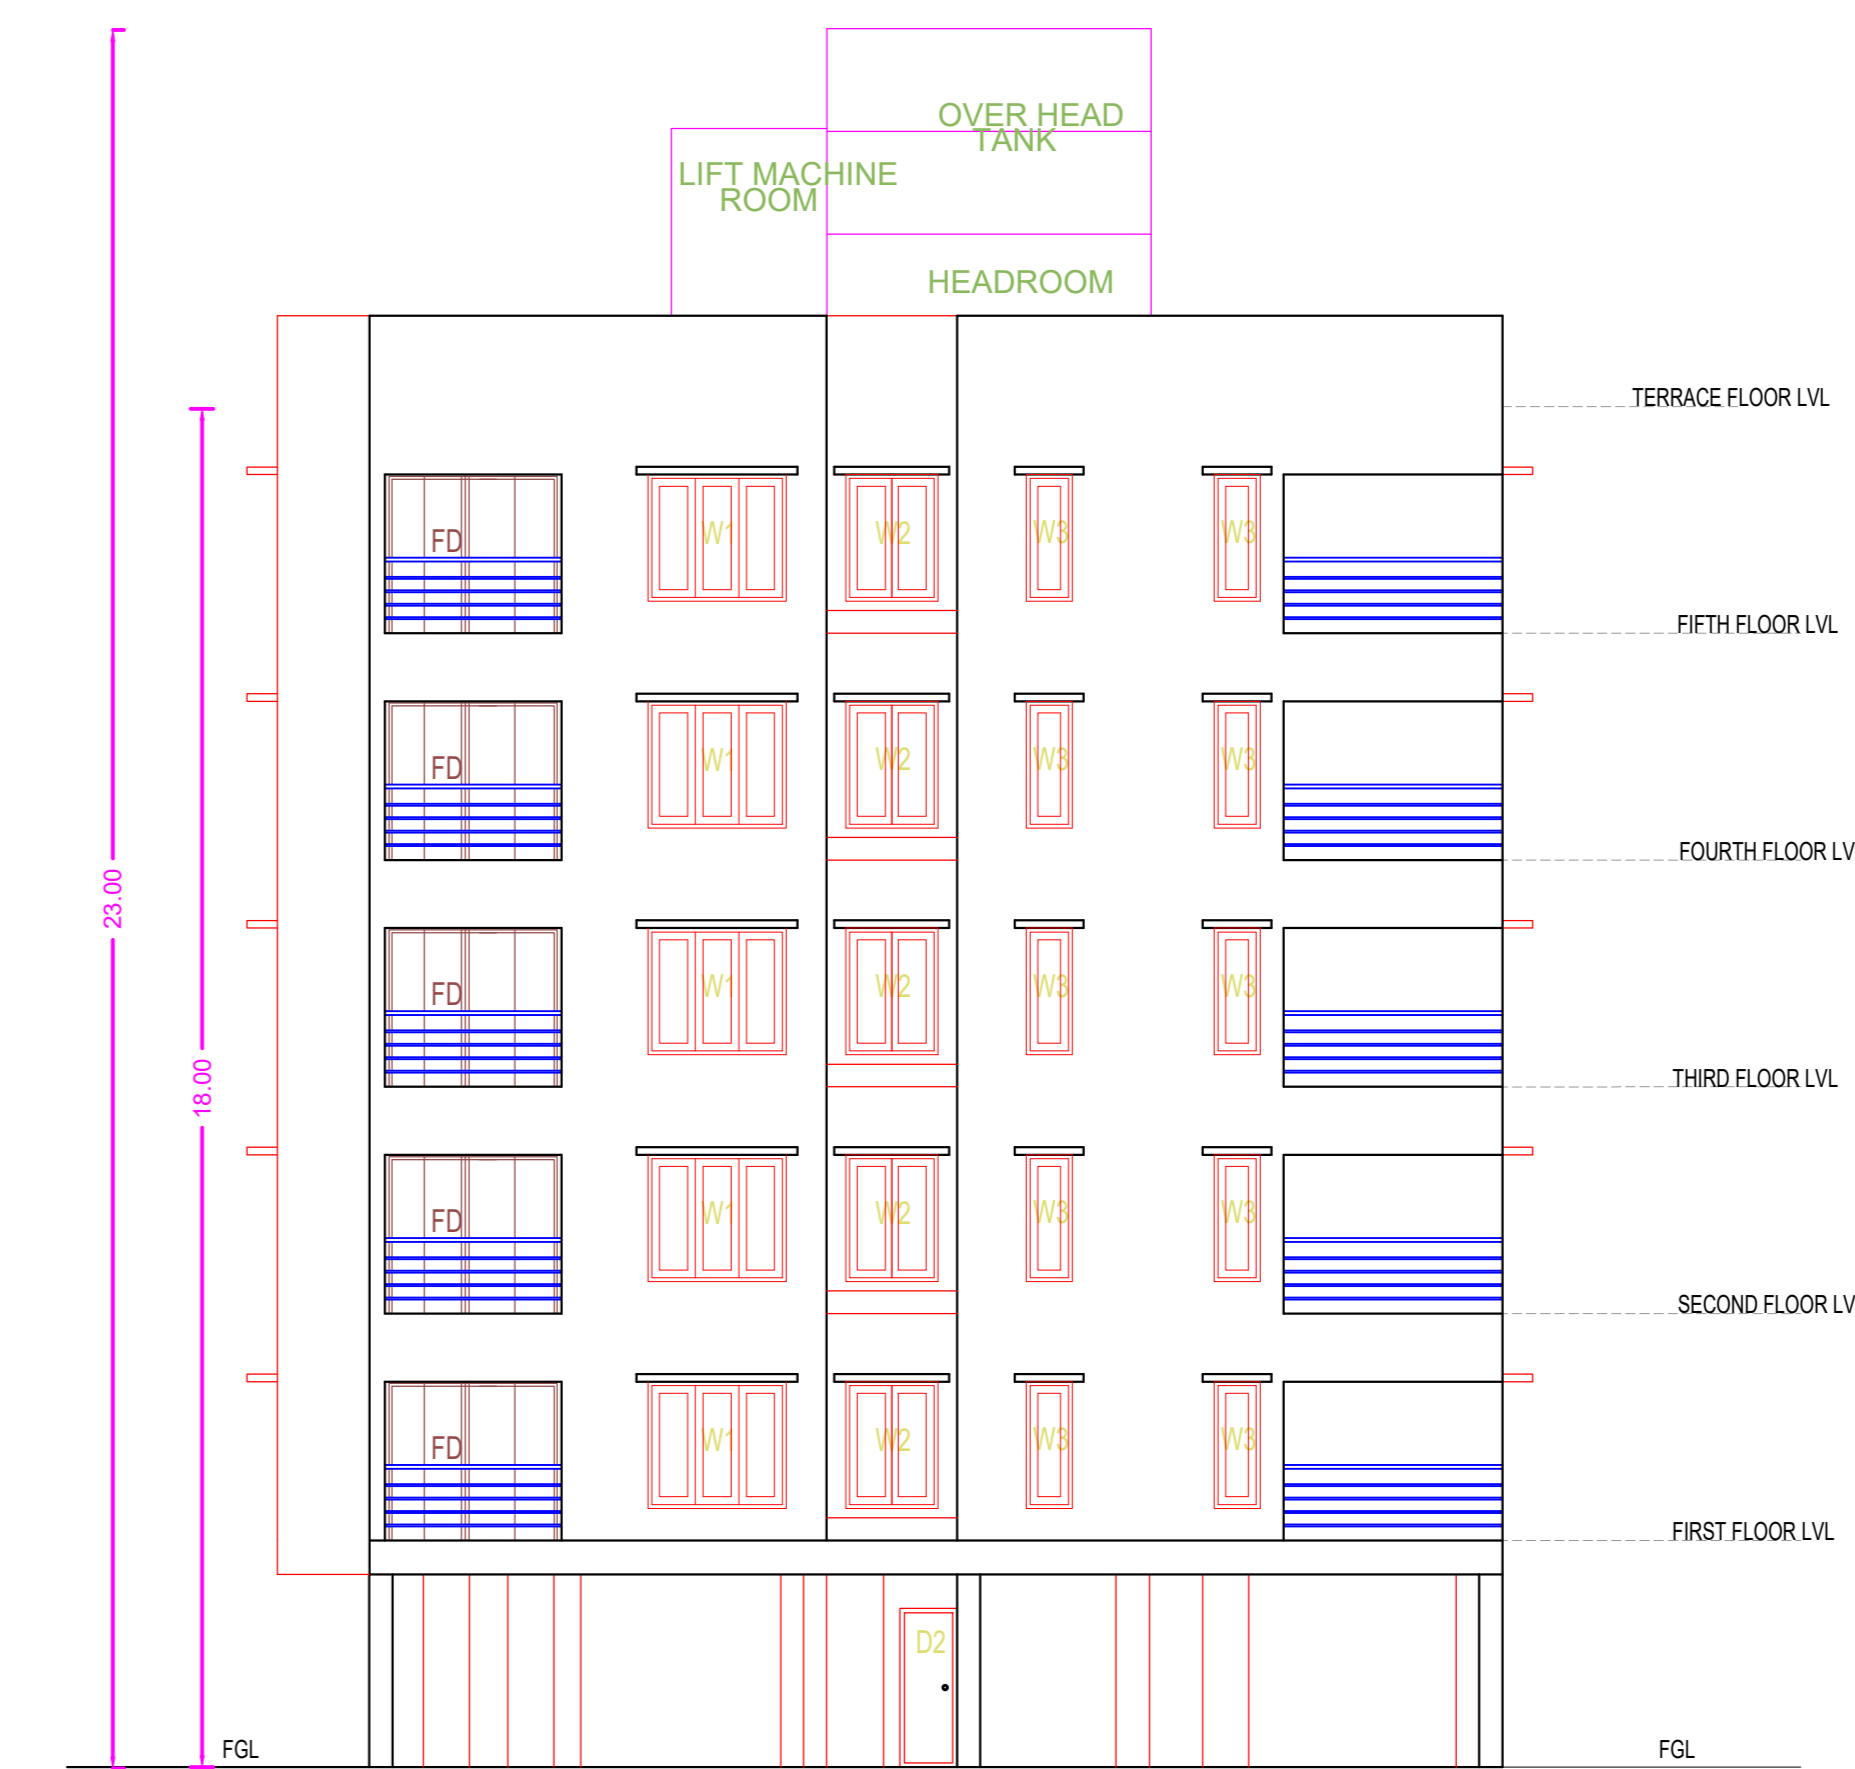 OVER HEAD
TANK
LIFT MACHINE
ROOM
HEADROOM
TERRACE FLOOR LVL
FD W1 W2 W3 W3
FIFTH FLOOR LVL
FD W1 W2 W3 W3
FOURTH FLOOR LV
23.00
FD W1 W2 W3 W3
THIRD FLOOR LVL
18.00
FD W1 W2 W3 W3
SECOND FLOOR LV
FD W1 W2 W3 W3
FIRST FLOOR LVL
D2
FGL FGL